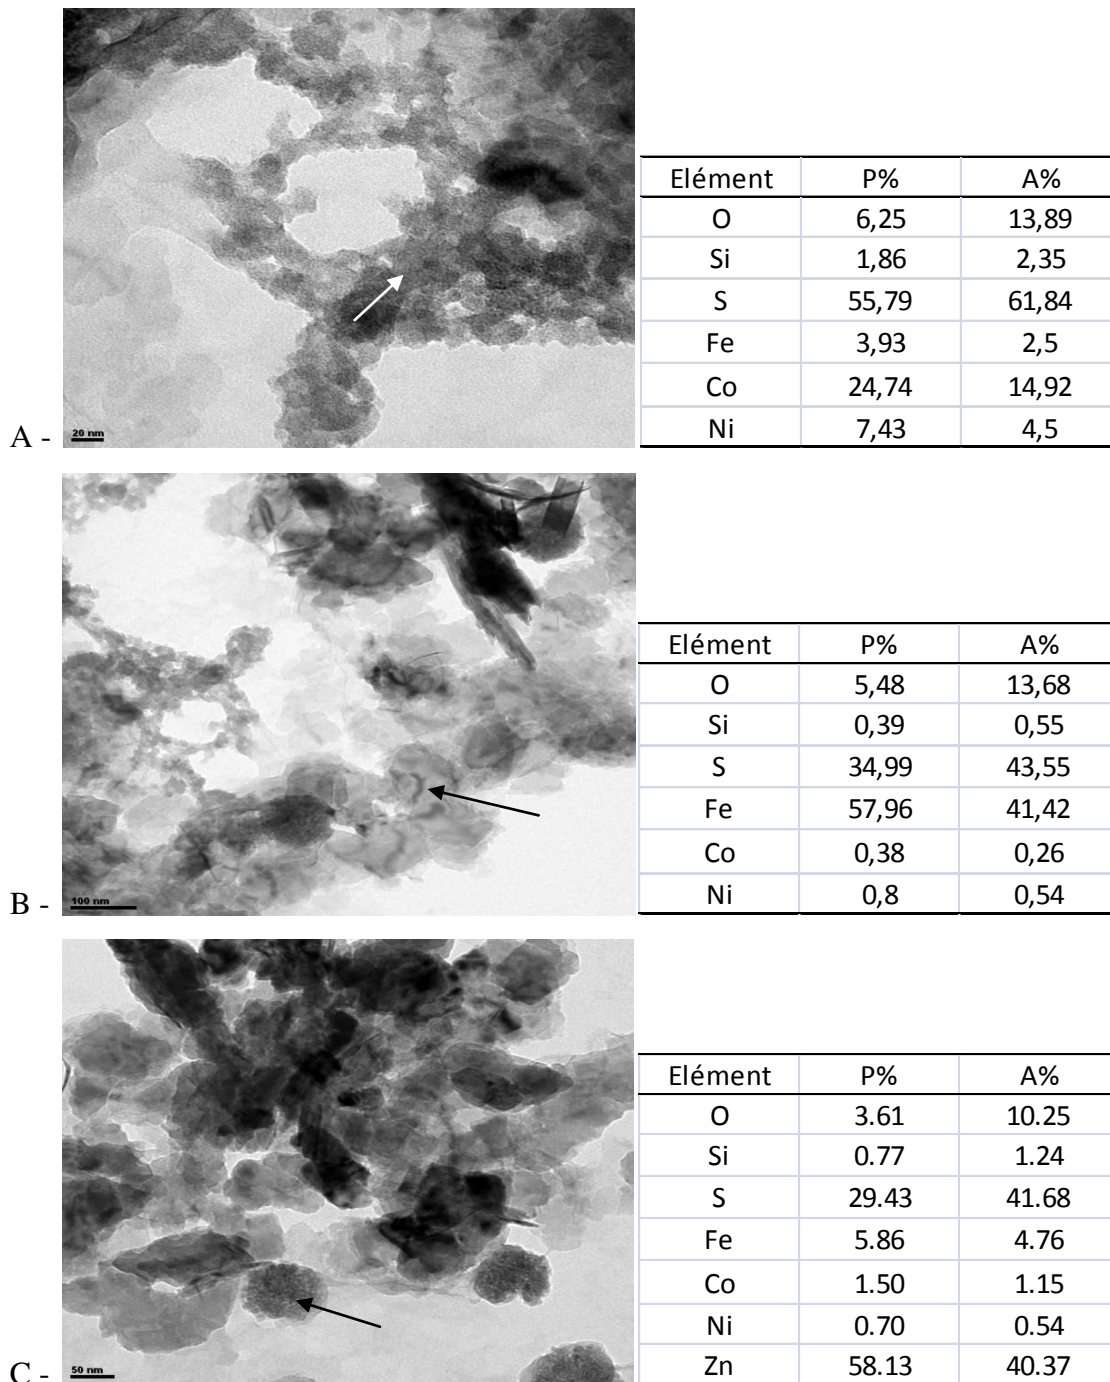 Elément P% A%
O 6,25 13,89
Si 1,86 2,35
S 55,79 61,84
Fe 3,93 2,5
Co 24,74 14,92
Ni 7,43 4,5
A - 20 nm
Elément P% A%
O 5,48 13,68
Si 0,39 0,55
S 34,99 43,55
Fe 57,96 41,42
Co 0,38 0,26
Ni 0,8 0,54
B - 100 nm
Elément P% A%
O 3.61 10.25
Si 0.77 1.24
S 29.43 41.68
Fe 5.86 4.76
Co 1.50 1.15
Ni 0.70 0.54
Zn 58.13 40.37
C - 50 nm